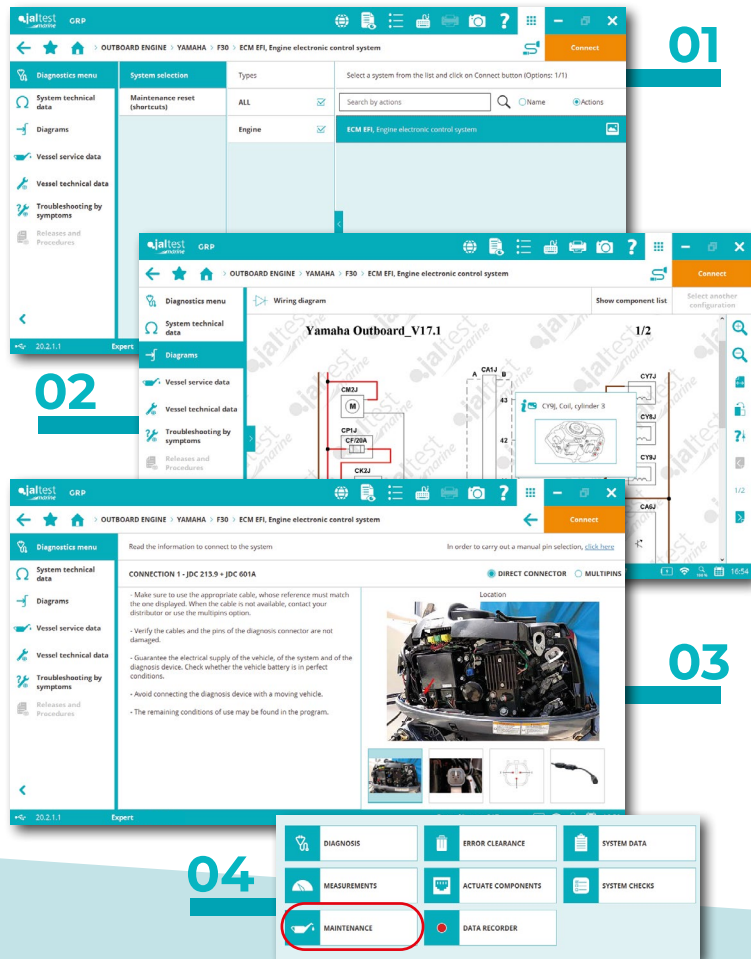 jaltest marine GRP ?
01
OUTBOARD ENGINE > YAMAHA > F30 > ECM EFI, Engine electronic control system
Connect
Diagnostics menu
System selection
Types
Select a system from the list and click on Connect button (Options: 1/1)
System technical
data
Maintenance reset
(shortcuts)
ALL
Search by actions
Name
Actions
Diagrams
Engine
ECM EFI, Engine electronic control system
Vessel service data
Vessel technical data
Troubleshooting by
symptoms
Releases and
Procedures
20.2.1.1
Expert
02
jaltest marine GRP ?
OUTBOARD ENGINE > YAMAHA > F30 > ECM EFI, Engine electronic control system
Connect
Diagnostics menu
Wiring diagram
Show component list
Select another
configuration
System technical
data
Yamaha Outboard_V17.1
1/2
Diagrams
Vessel service data
Vessel technical data
Troubleshooting by
symptoms
Releases and
Procedures
CM2J
M
CP1J
CF/20A
CK2J
A CA1J B
43
42
CY9J, Coil, cylinder 3
CY7J
CY8J
CY9J
CA6J
1/2
16:54
03
jaltest marine GRP ?
OUTBOARD ENGINE > YAMAHA > F30 > ECM EFI, Engine electronic control system
Connect
Diagnostics menu
Read the information to connect to the system
In order to carry out a manual pin selection, click here
System technical
data
CONNECTION 1 - JDC 213.9 + JDC 601A
DIRECT CONNECTOR
MULTIPINS
Diagrams
- Make sure to use the appropriate cable, whose reference must match
the one displayed. When the cable is not available, contact your
distributor or use the multipins option.
Location
Vessel service data
- Verify the cables and the pins of the diagnosis connector are not
damaged.
Vessel technical data
- Guarantee the electrical supply of the vehicle, of the system and of the
diagnosis device. Check whether the vehicle battery is in perfect
conditions.
Troubleshooting by
symptoms
- Avoid connecting the diagnosis device with a moving vehicle.
Releases and
Procedures
- The remaining conditions of use may be found in the program.
20.2.1.1
Expert
04
DIAGNOSIS
ERROR CLEARANCE
SYSTEM DATA
MEASUREMENTS
ACTUATE COMPONENTS
SYSTEM CHECKS
MAINTENANCE
DATA RECORDER